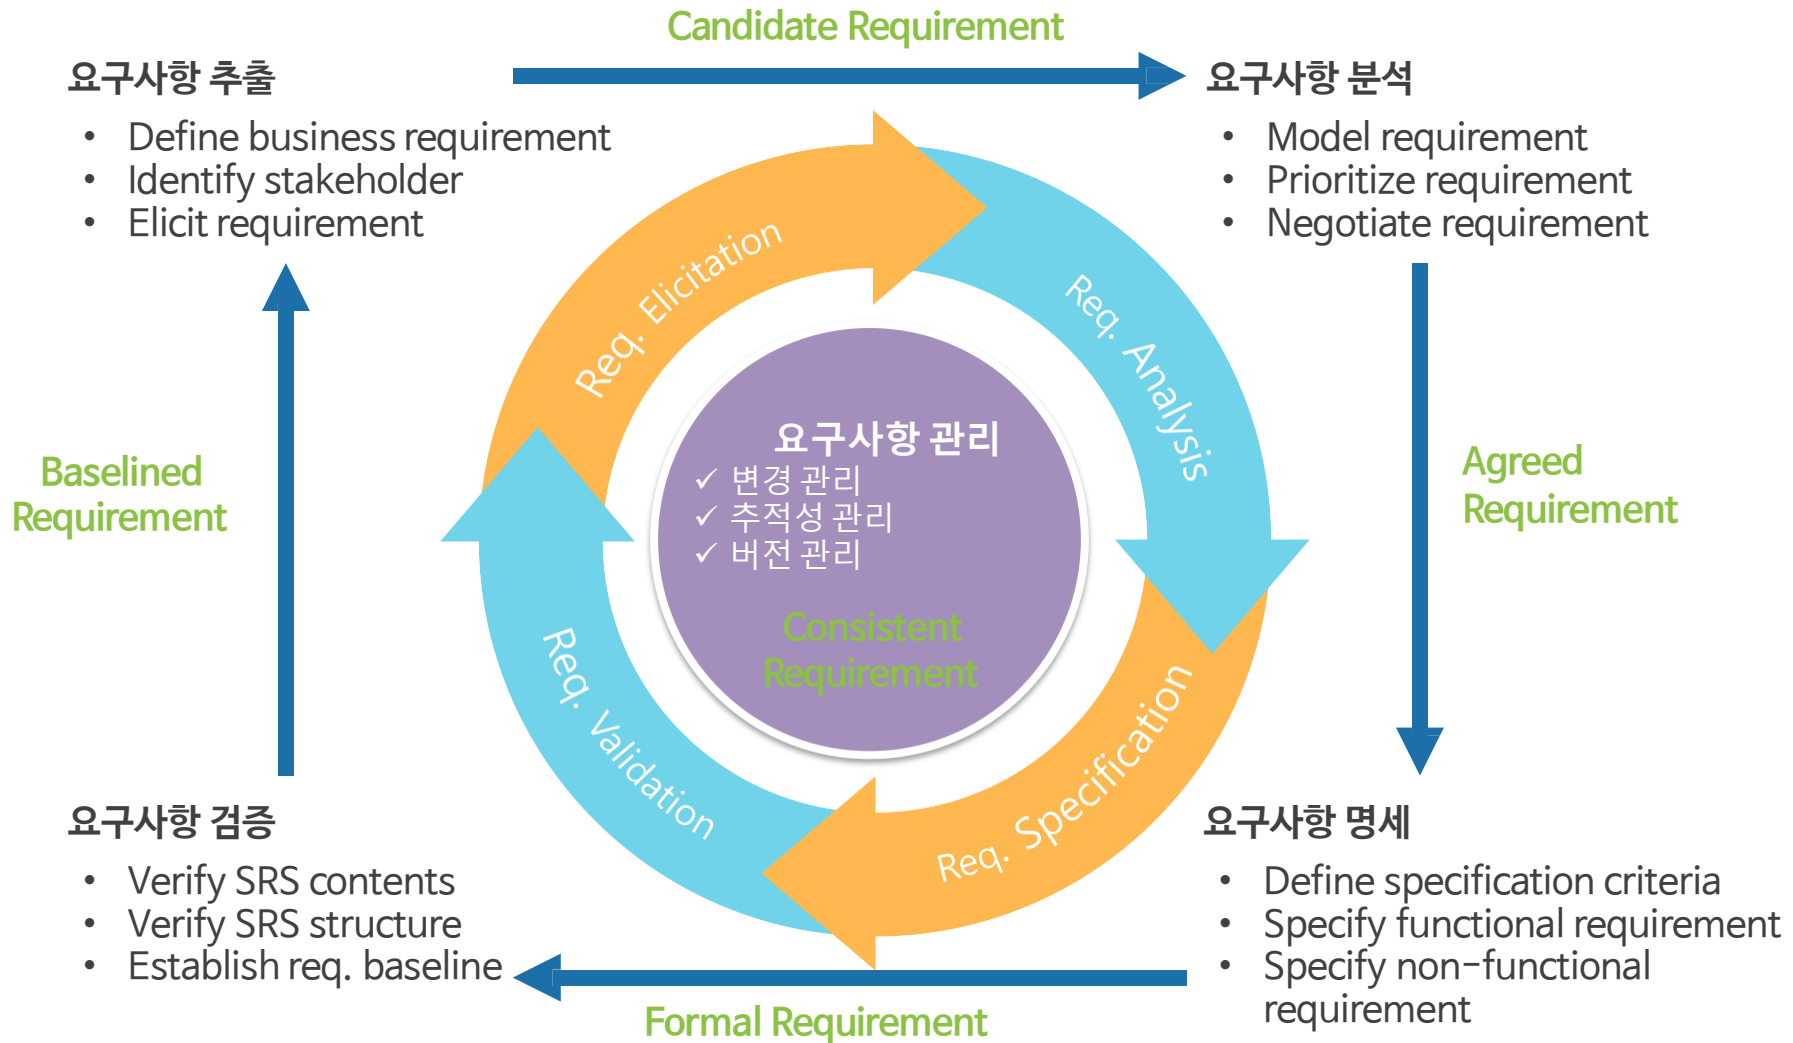 Candidate Requirement
요구사항 추출
• Define business requirement
• Identify stakeholder
• Elicit requirement
요구사항 분석
• Model requirement
• Prioritize requirement
• Negotiate requirement
Req. Elicitation
Req. Analysis
Baselined
Requirement
요구사항 관리
✓ 변경 관리
✓ 추적성 관리
✓ 버전 관리
Consistent
Requirement
Agreed
Requirement
Req. Validation
Req. Specification
요구사항 검증
• Verify SRS contents
• Verify SRS structure
• Establish req. baseline
요구사항 명세
• Define specification criteria
• Specify functional requirement
• Specify non-functional
requirement
Formal Requirement